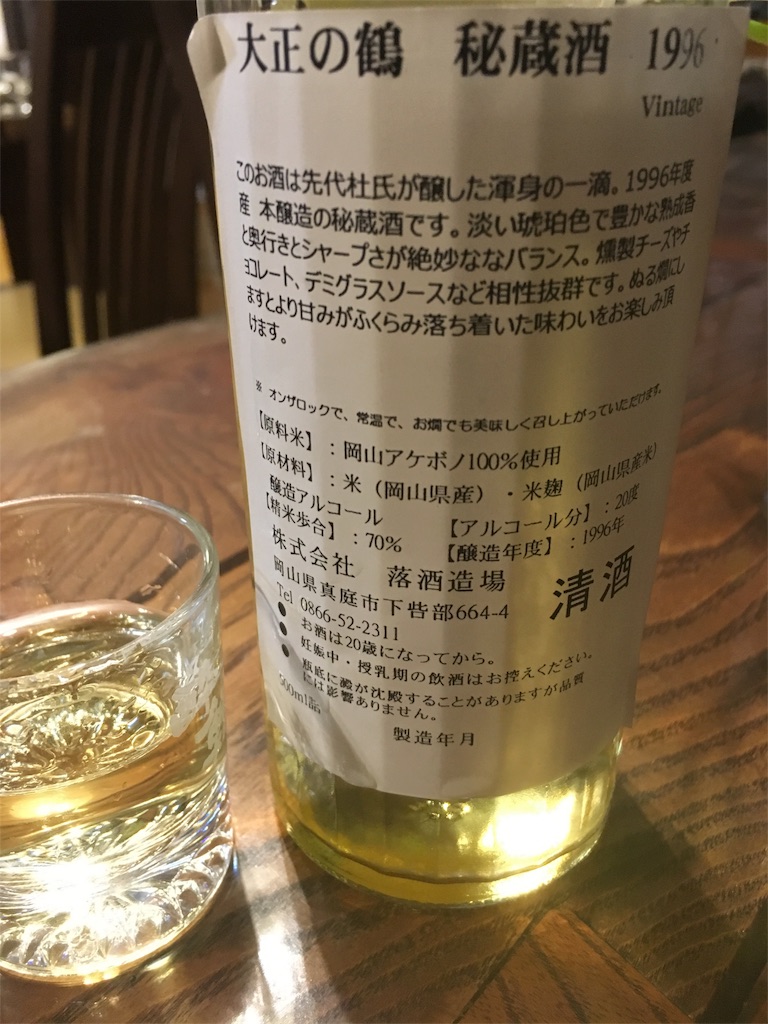 大正の鶴 秘蔵酒 1996
Vintage
このお酒は先代杜氏が醸した渾身の一滴。1996年度
産 本醸造の秘蔵酒です。淡い琥珀色で豊かな熟成香
と奥行きとシャープさが絶妙ななバランス。燻製チーズやチ
ョコレート、デミグラスソースなど相性抜群です。ぬる燗にし
ますとより甘みがふくらみ落ち着いた味わいをお楽しみ頂
けます。
※ オンザロックで、常温で、お燗でも美味しく召し上がっていただけます。
【原料米】:岡山アケボノ100%使用
【原材料】:米(岡山県産)・米麹(岡山県産米)
醸造アルコール 【アルコール分】:20度
【精米歩合】:70% 【醸造年度】:1996年
株式会社 落酒造場 清酒
岡山県真庭市下呰部664-4
Tel 0866-52-2311
●お酒は20歳になってから。
●妊娠中・授乳期の飲酒はお控えください。
●瓶底に澱が沈殿することがありますが品質
には影響ありません。
500ml詰
製造年月